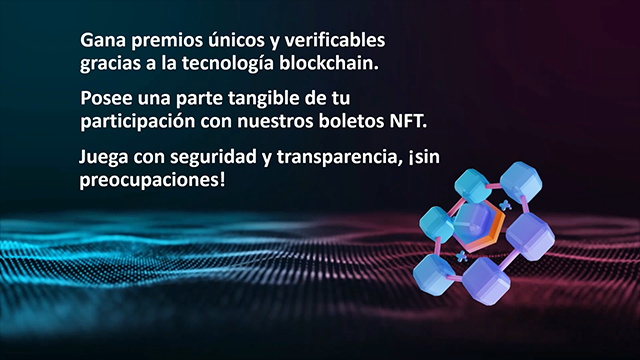 Gana premios únicos y verificables
gracias a la tecnología blockchain.
Posee una parte tangible de tu
participación con nuestros boletos NFT.
Juega con seguridad y transparencia, ¡sin
preocupaciones!